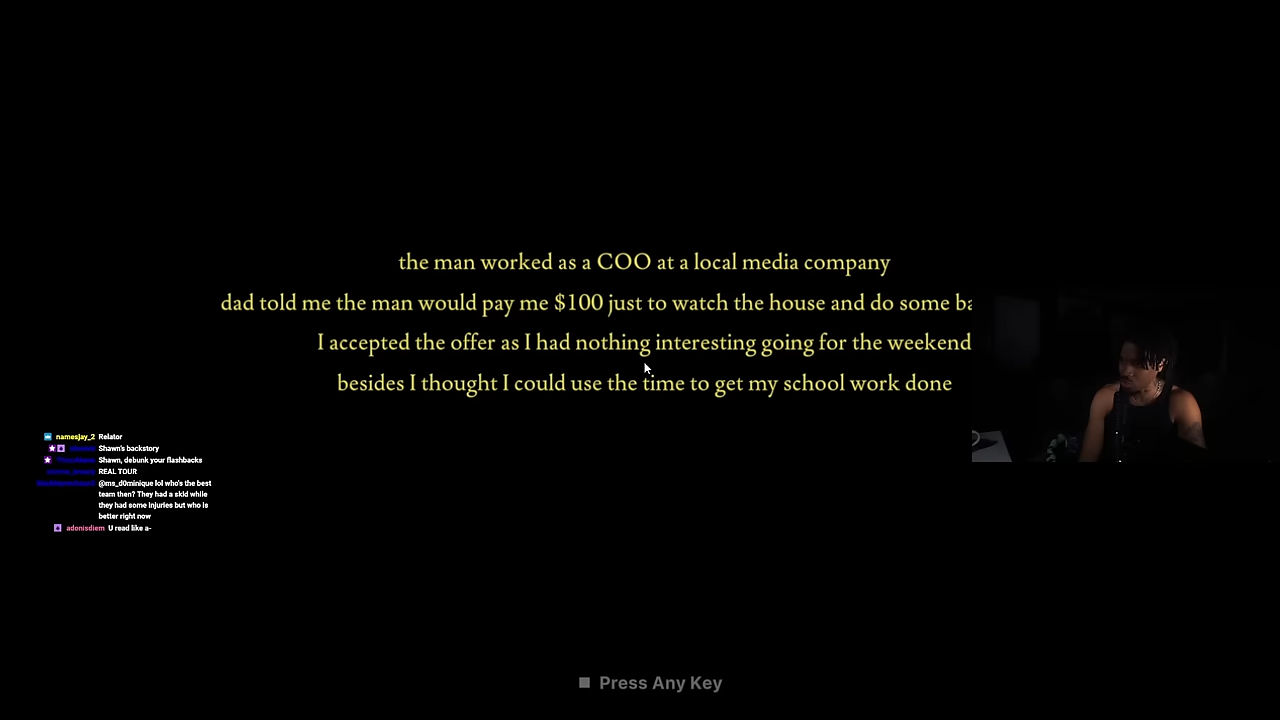 the man worked as a COO at a local media company
dad told me the man would pay me $100 just to watch the house and do some ba
I accepted the offer as I had nothing interesting going for the weekend
besides I thought I could use the time to get my school work done
namesjay_2 Relator
Shawn's backstory
Shawn, debunk your flashbacks
REAL TOUR
@ms_d0minique lol who's the best
team then? They had a skid while
they had some injuries but who is
better right now
adonisdiem U read like a-
Press Any Key